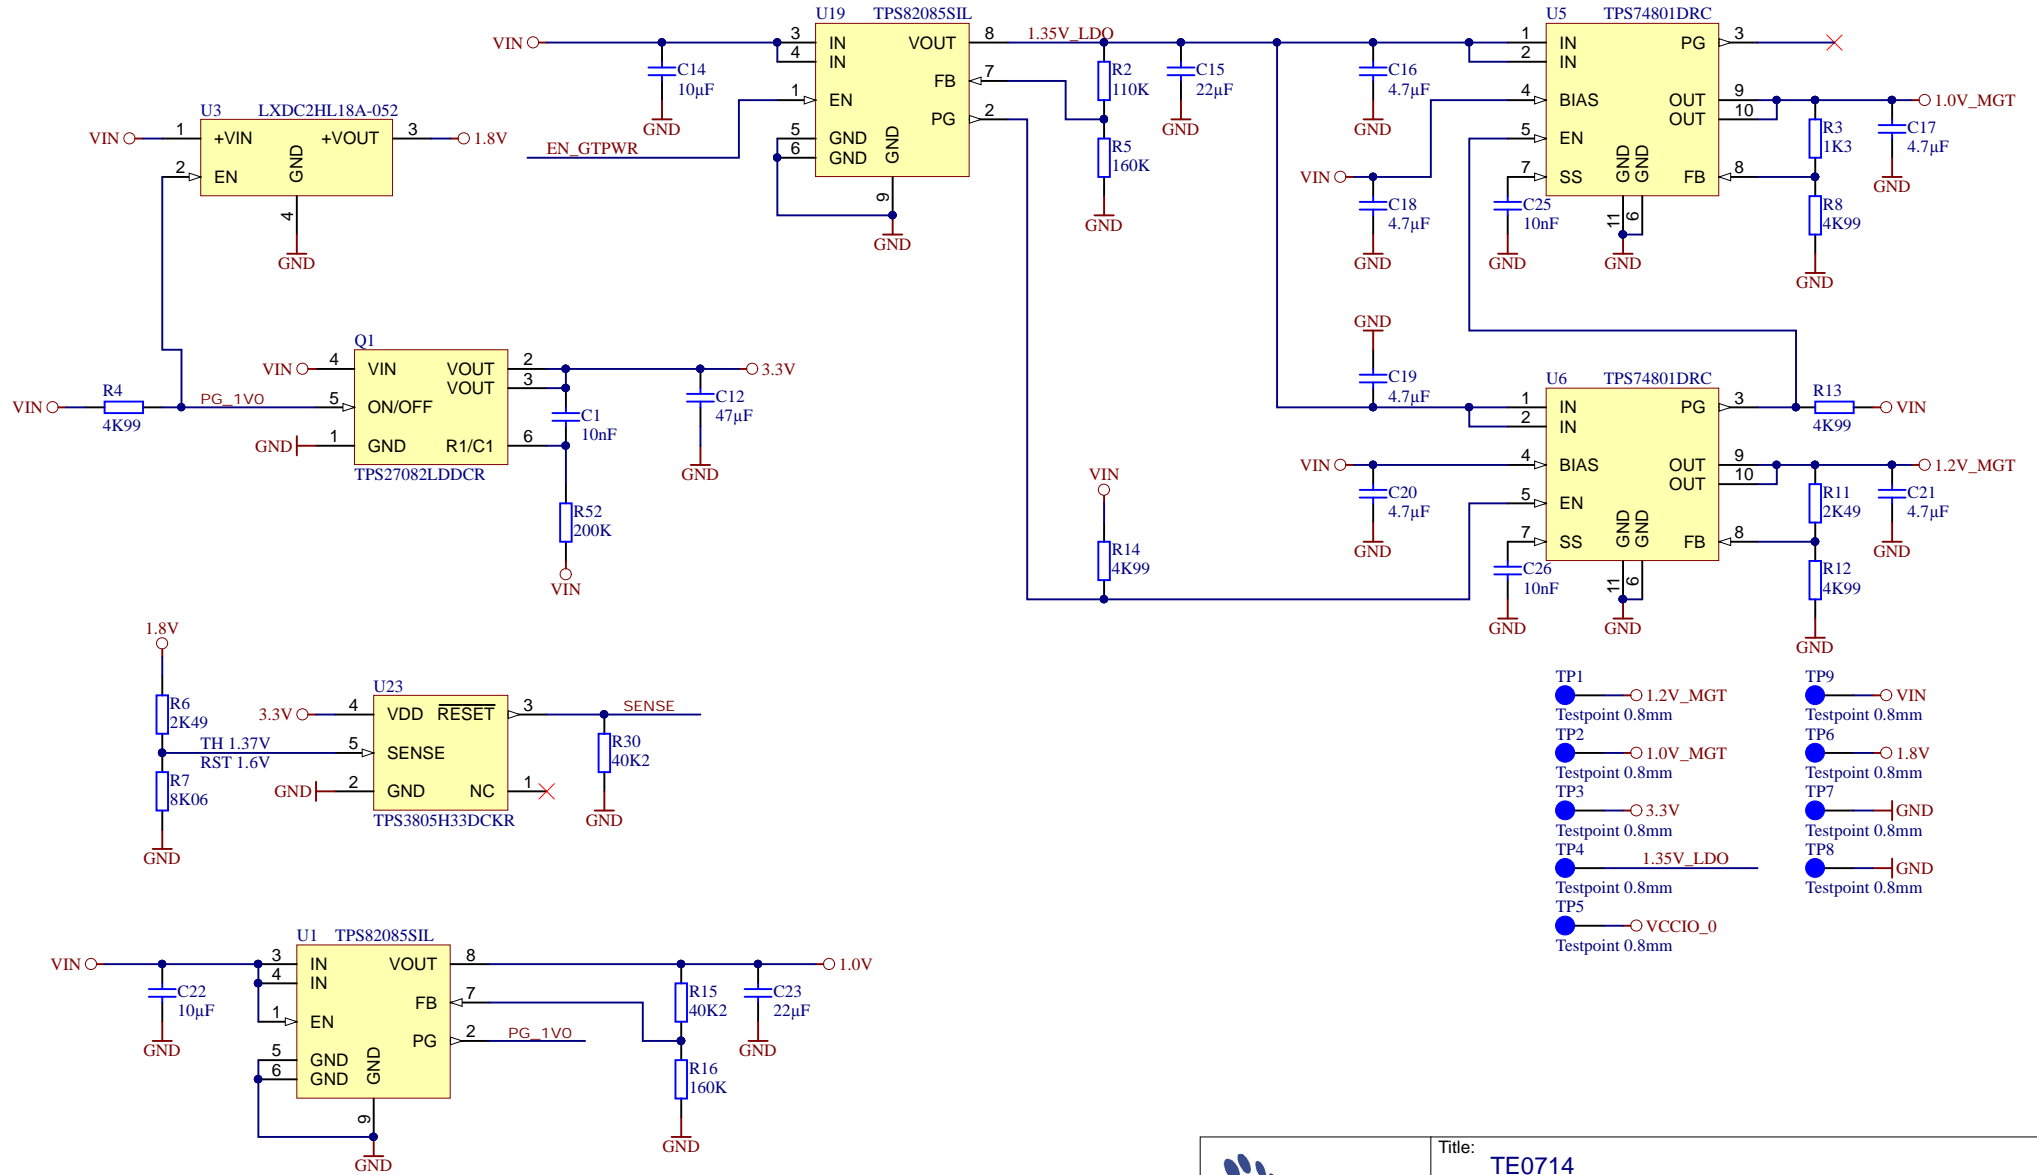 U3 LXDC2HL18A-052
VIN 1 +VIN +VOUT 3 1.8V
2 EN GND
4
GND
U19 TPS82085SIL
VIN 3 IN VOUT 8 1.35V_LDO
4 IN
C14
10µF
GND
FB 7
1 EN
PG 2
EN_GTPWR
5 GND
6 GND
GND
9
GND
R2
110K
R5
160K
GND
C15
22µF
GND
C16
4.7µF
GND
U5 TPS74801DRC
1 IN PG 3
2 IN
4 BIAS OUT 9 1.0V_MGT
OUT 10
5 EN
7 SS GND GND FB 8
11 6
GND
VIN
C18
4.7µF
GND
C25
10nF
GND
R3
1K3
R8
4K99
GND
C17
4.7µF
GND
Q1
VIN 4 VIN VOUT 2 3.3V
VOUT 3
VIN R4 PG_1V0 5 ON/OFF
4K99
GND 1 GND R1/C1 6
TPS27082LDDCR
C1
10nF
C12
47µF
GND
R52
200K
VIN
GND
C19
4.7µF
U6 TPS74801DRC
1 IN PG 3
2 IN
R13
4K99
VIN
VIN 4 BIAS OUT 9 1.2V_MGT
OUT 10
5 EN
7 SS GND GND FB 8
11 6
GND
C20
4.7µF
GND
C26
10nF
GND
R11
2K49
R12
4K99
GND
C21
4.7µF
GND
VIN
R14
4K99
1.8V
R6
2K49
TH 1.37V
RST 1.6V
R7
8K06
GND
U23
3.3V 4 VDD RESET 3 SENSE
5 SENSE
GND 2 GND NC 1
TPS3805H33DCKR
R30
40K2
GND
TP1
1.2V_MGT
Testpoint 0.8mm
TP2
1.0V_MGT
Testpoint 0.8mm
TP3
3.3V
Testpoint 0.8mm
TP4
1.35V_LDO
Testpoint 0.8mm
TP5
VCCIO_0
Testpoint 0.8mm
TP9
VIN
Testpoint 0.8mm
TP6
1.8V
Testpoint 0.8mm
TP7
GND
Testpoint 0.8mm
TP8
GND
Testpoint 0.8mm
U1 TPS82085SIL
VIN 3 IN VOUT 8 1.0V
4 IN
C22
10µF
GND
FB 7
1 EN
PG 2 PG_1V0
5 GND
6 GND
GND
9
GND
R15
40K2
R16
160K
GND
C23
22µF
GND
Title:
TE0714